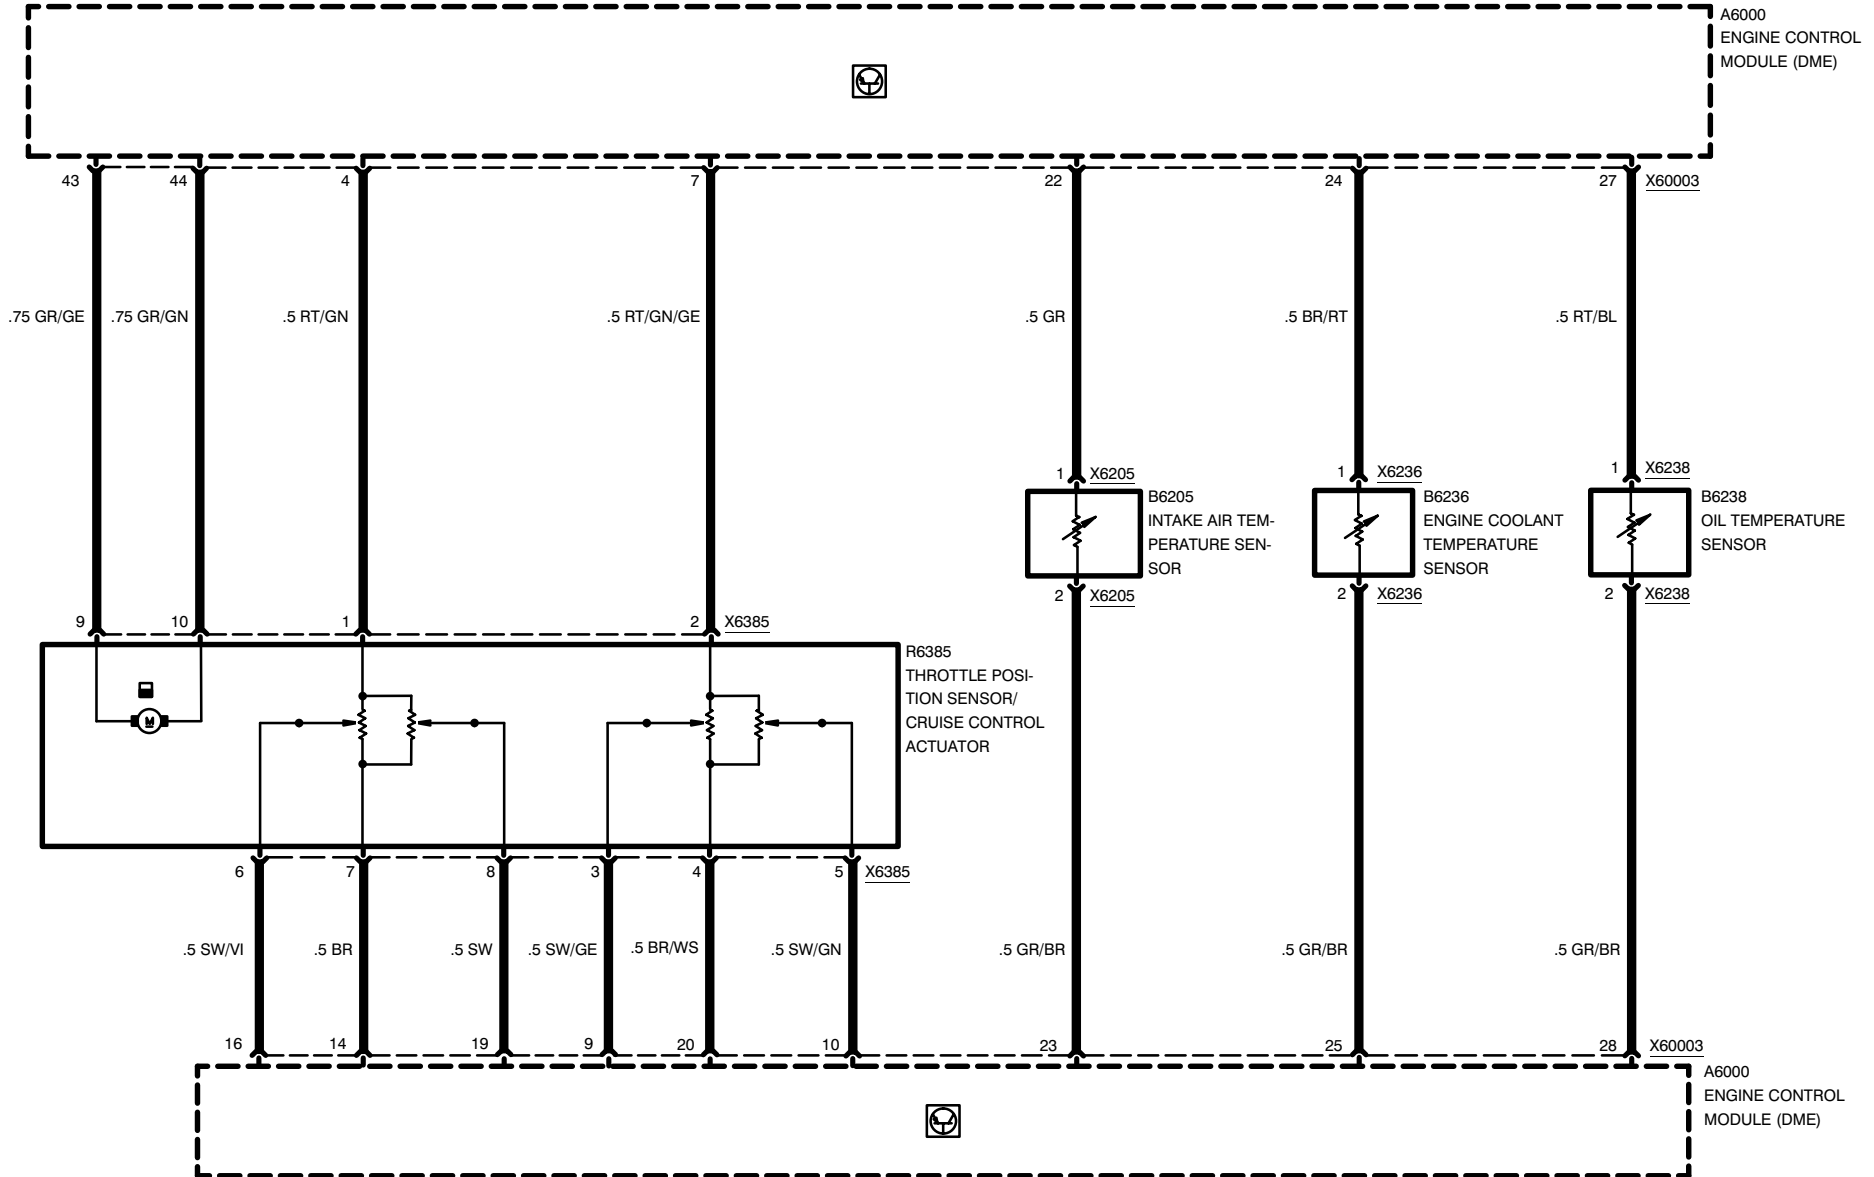 A6000
ENGINE CONTROL
MODULE (DME)
43 44 4 7 22 24 27 X60003
.75 GR/GE .75 GR/GN .5 RT/GN .5 RT/GN/GE .5 GR .5 BR/RT .5 RT/BL
1 X6205 1 X6236 1 X6238
B6205
INTAKE AIR TEM-
PERATURE SEN-
SOR
B6236
ENGINE COOLANT
TEMPERATURE
SENSOR
B6238
OIL TEMPERATURE
SENSOR
2 X6205 2 X6236 2 X6238
9 10 1 2 X6385
R6385
THROTTLE POSI-
TION SENSOR/
CRUISE CONTROL
ACTUATOR
M
6 7 8 3 4 5 X6385
.5 SW/VI .5 BR .5 SW .5 SW/GE .5 BR/WS .5 SW/GN .5 GR/BR .5 GR/BR .5 GR/BR
16 14 19 9 20 10 23 25 28 X60003
A6000
ENGINE CONTROL
MODULE (DME)